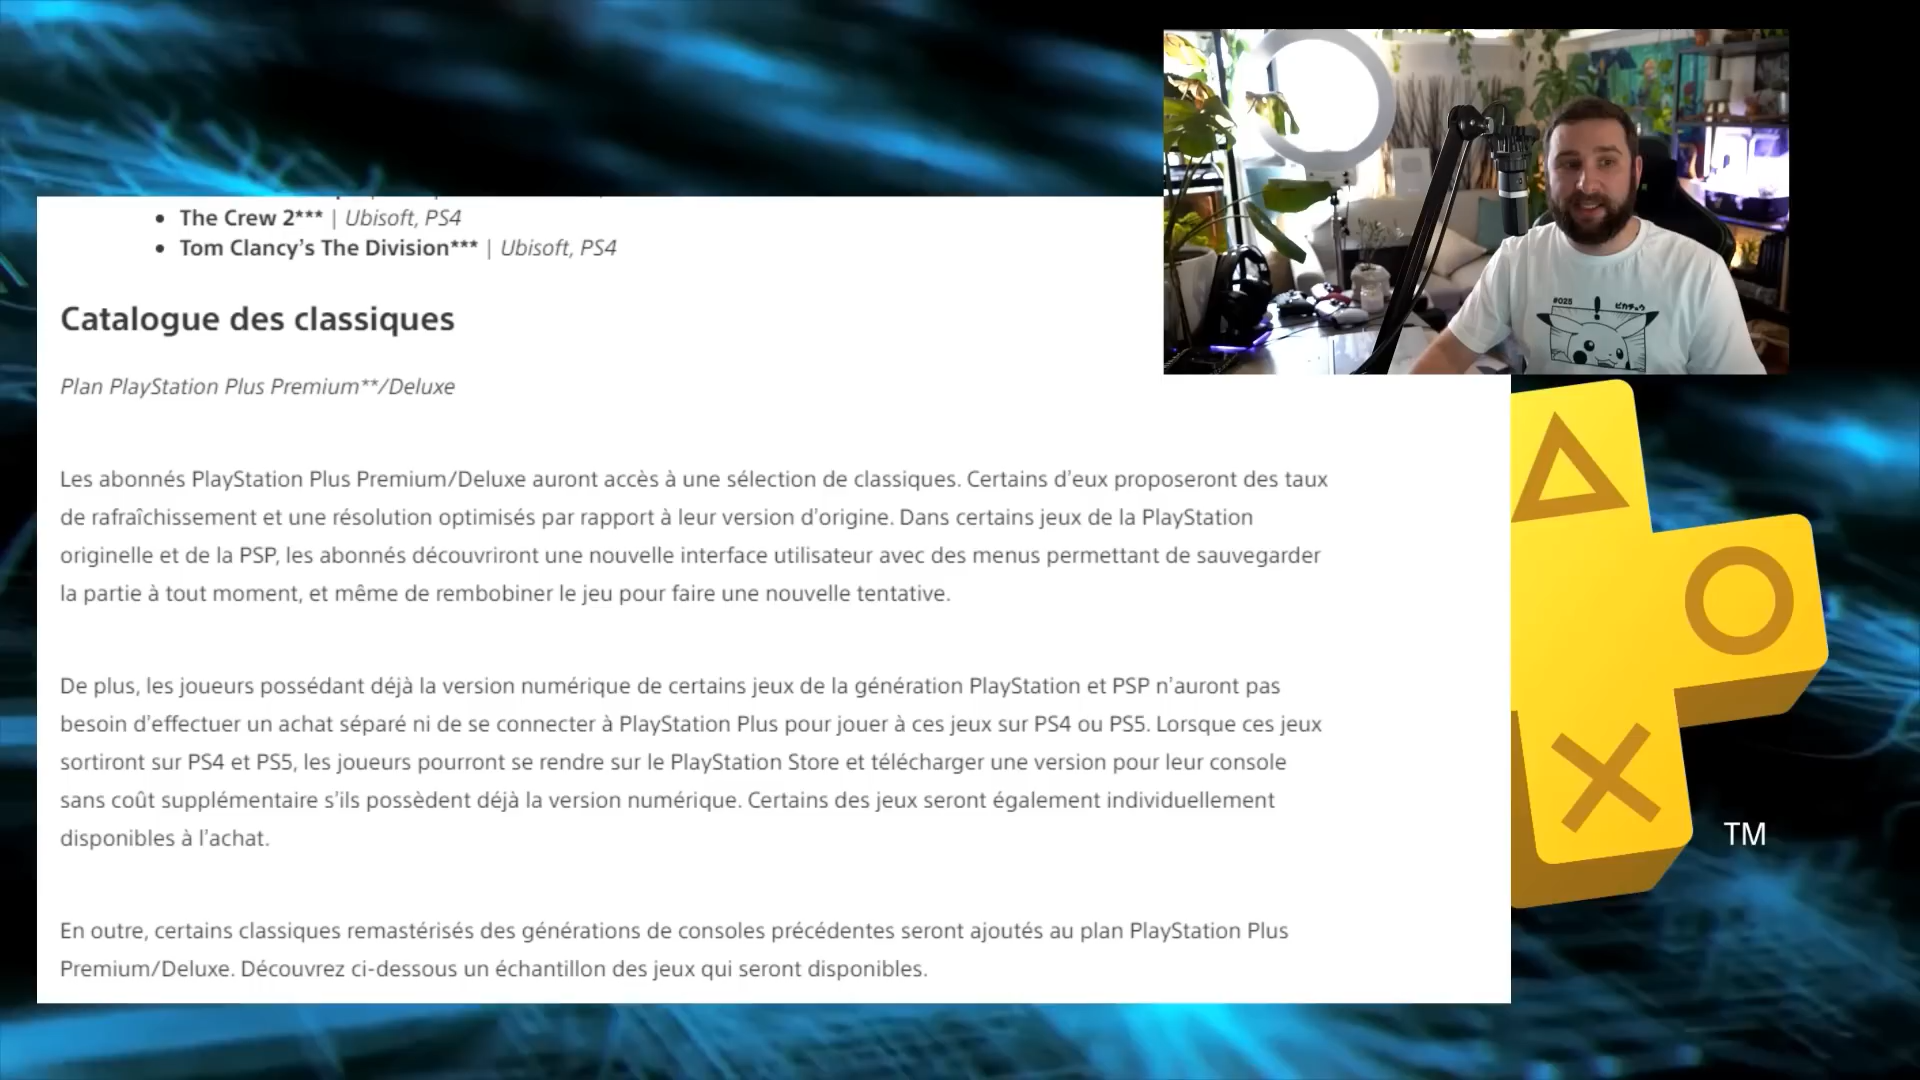 The Crew 2*** | Ubisoft, PS4
Tom Clancy’s The Division*** | Ubisoft, PS4
Catalogue des classiques
Plan PlayStation Plus Premium**/Deluxe
Les abonnés PlayStation Plus Premium/Deluxe auront accès à une sélection de classiques. Certains d’eux proposeront des taux
de rafraîchissement et une résolution optimisés par rapport à leur version d’origine. Dans certains jeux de la PlayStation
originelle et de la PSP, les abonnés découvriront une nouvelle interface utilisateur avec des menus permettant de sauvegarder
la partie à tout moment, et même de rembobiner le jeu pour faire une nouvelle tentative.
De plus, les joueurs possédant déjà la version numérique de certains jeux de la génération PlayStation et PSP n’auront pas
besoin d’effectuer un achat séparé ni de se connecter à PlayStation Plus pour jouer à ces jeux sur PS4 ou PS5. Lorsque ces jeux
sortiront sur PS4 et PS5, les joueurs pourront se rendre sur le PlayStation Store et télécharger une version pour leur console
sans coût supplémentaire s’ils possèdent déjà la version numérique. Certains des jeux seront également individuellement
disponibles à l’achat.
En outre, certains classiques remastérisés des générations de consoles précédentes seront ajoutés au plan PlayStation Plus
Premium/Deluxe. Découvrez ci-dessous un échantillon des jeux qui seront disponibles.
#025 ! ピカチュウ
TM